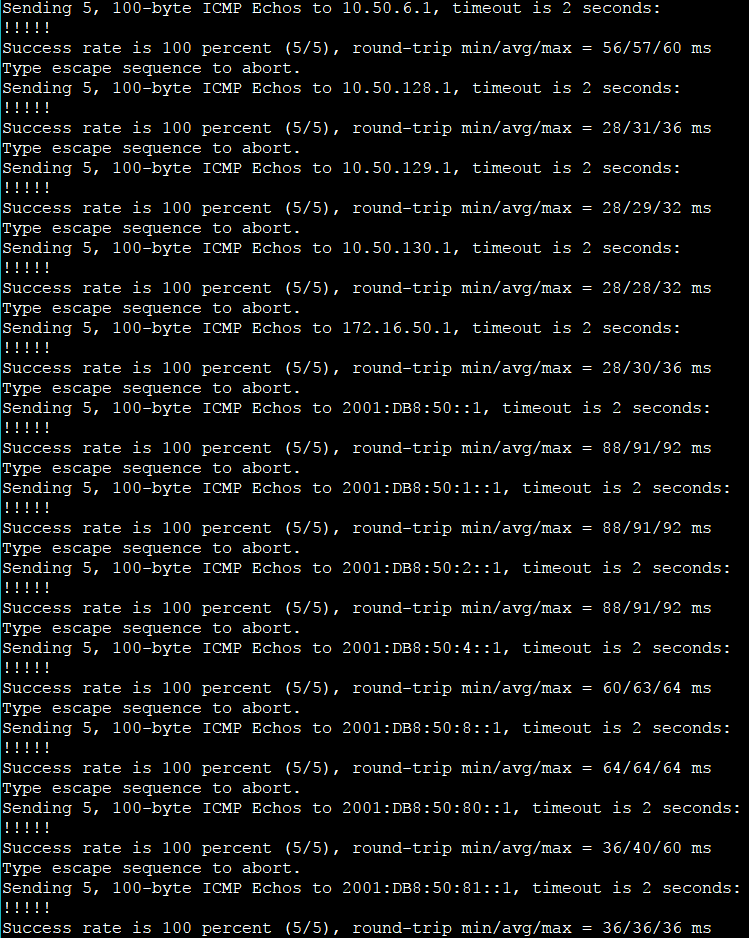 Sending 5, 100-byte ICMP Echos to 10.50.6.1, timeout is 2 seconds:
!!!!!
Success rate is 100 percent (5/5), round-trip min/avg/max = 56/57/60 ms
Type escape sequence to abort.
Sending 5, 100-byte ICMP Echos to 10.50.128.1, timeout is 2 seconds:
!!!!!
Success rate is 100 percent (5/5), round-trip min/avg/max = 28/31/36 ms
Type escape sequence to abort.
Sending 5, 100-byte ICMP Echos to 10.50.129.1, timeout is 2 seconds:
!!!!!
Success rate is 100 percent (5/5), round-trip min/avg/max = 28/29/32 ms
Type escape sequence to abort.
Sending 5, 100-byte ICMP Echos to 10.50.130.1, timeout is 2 seconds:
!!!!!
Success rate is 100 percent (5/5), round-trip min/avg/max = 28/28/32 ms
Type escape sequence to abort.
Sending 5, 100-byte ICMP Echos to 172.16.50.1, timeout is 2 seconds:
!!!!!
Success rate is 100 percent (5/5), round-trip min/avg/max = 28/30/36 ms
Type escape sequence to abort.
Sending 5, 100-byte ICMP Echos to 2001:DB8:50::1, timeout is 2 seconds:
!!!!!
Success rate is 100 percent (5/5), round-trip min/avg/max = 88/91/92 ms
Type escape sequence to abort.
Sending 5, 100-byte ICMP Echos to 2001:DB8:50:1::1, timeout is 2 seconds:
!!!!!
Success rate is 100 percent (5/5), round-trip min/avg/max = 88/91/92 ms
Type escape sequence to abort.
Sending 5, 100-byte ICMP Echos to 2001:DB8:50:2::1, timeout is 2 seconds:
!!!!!
Success rate is 100 percent (5/5), round-trip min/avg/max = 88/91/92 ms
Type escape sequence to abort.
Sending 5, 100-byte ICMP Echos to 2001:DB8:50:4::1, timeout is 2 seconds:
!!!!!
Success rate is 100 percent (5/5), round-trip min/avg/max = 60/63/64 ms
Type escape sequence to abort.
Sending 5, 100-byte ICMP Echos to 2001:DB8:50:8::1, timeout is 2 seconds:
!!!!!
Success rate is 100 percent (5/5), round-trip min/avg/max = 64/64/64 ms
Type escape sequence to abort.
Sending 5, 100-byte ICMP Echos to 2001:DB8:50:80::1, timeout is 2 seconds:
!!!!!
Success rate is 100 percent (5/5), round-trip min/avg/max = 36/40/60 ms
Type escape sequence to abort.
Sending 5, 100-byte ICMP Echos to 2001:DB8:50:81::1, timeout is 2 seconds:
!!!!!
Success rate is 100 percent (5/5), round-trip min/avg/max = 36/36/36 ms